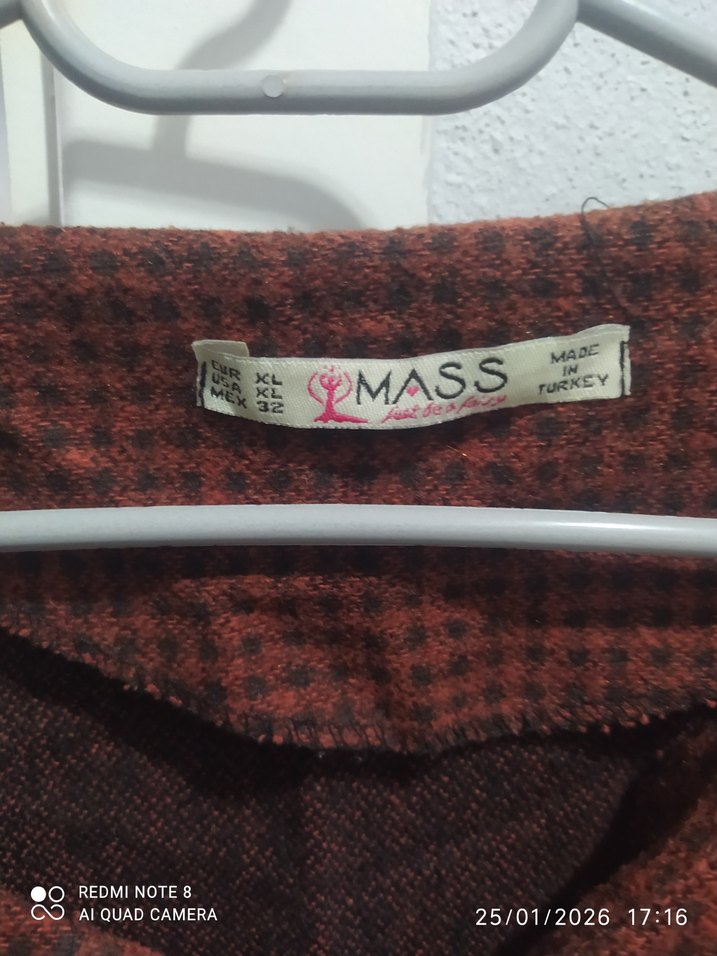 EUR XL
USA XL
MEX 32
MASS
just be a fairy
MADE
IN
TURKEY
REDMI NOTE 8
AI QUAD CAMERA
25/01/2026 17:16